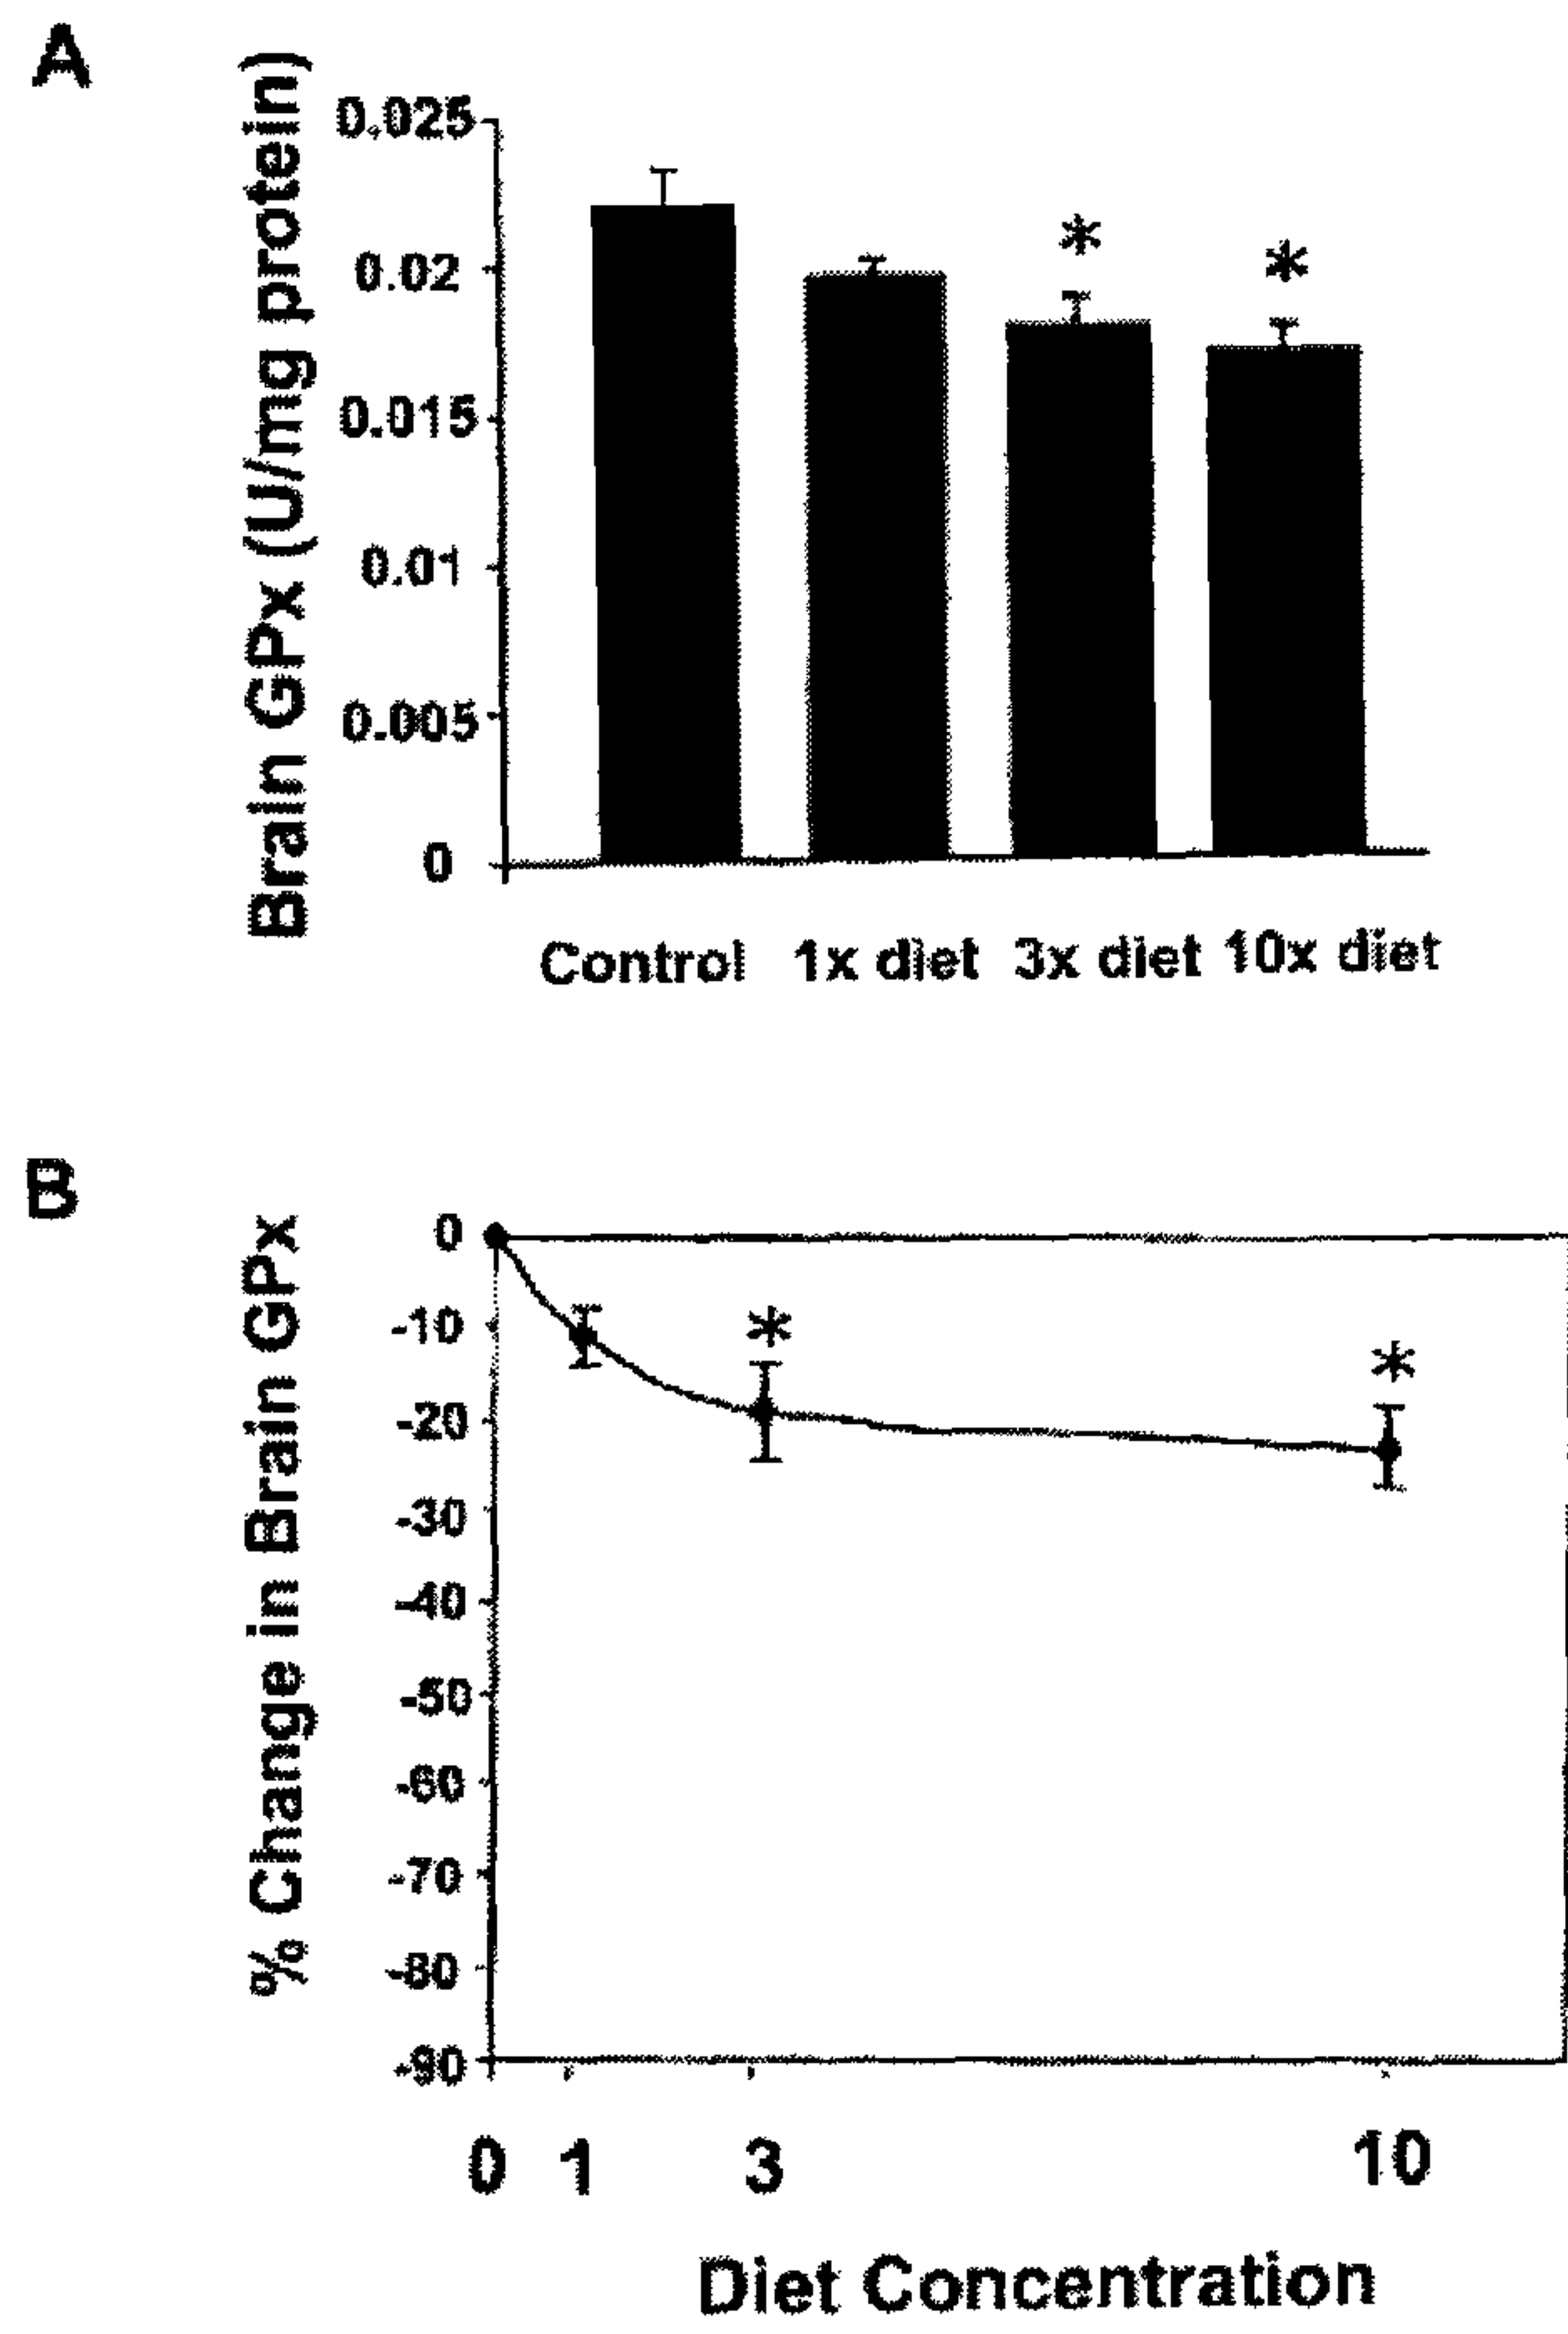 A
Brain GPx (U/mg protein)
0.025
0.02
0.015
0.01
0.005
0
Control 1x diet 3x diet 10x diet
*
*
B
% Change in Brain GPx
0
-10
-20
-30
-40
-50
-60
-70
-80
-90
*
*
0 1 3 10
Diet Concentration